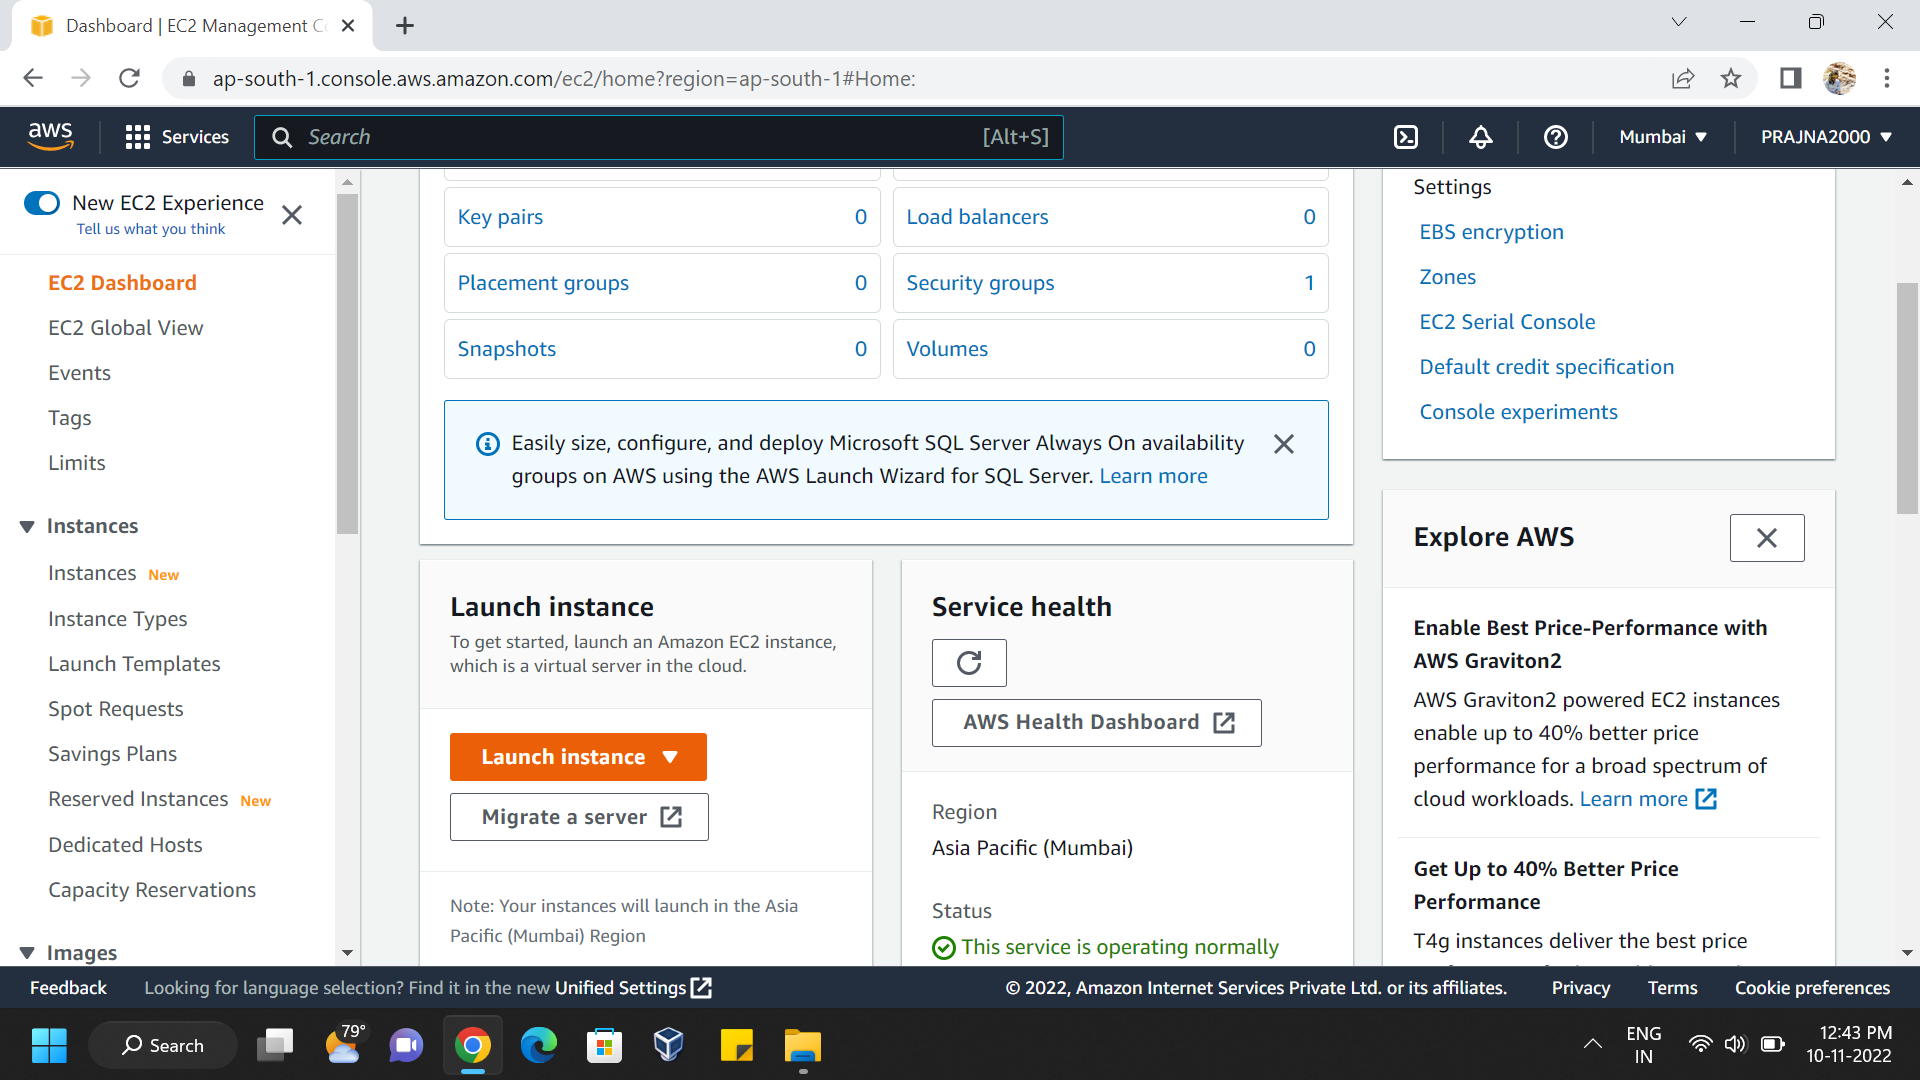 Dashboard | EC2 Management Co
ap-south-1.console.aws.amazon.com/ec2/home?region=ap-south-1#Home:
aws
Services
Search
[Alt+S]
Mumbai
PRAJNA2000
New EC2 Experience
Tell us what you think
EC2 Dashboard
EC2 Global View
Events
Tags
Limits
Instances
Instances New
Instance Types
Launch Templates
Spot Requests
Savings Plans
Reserved Instances New
Dedicated Hosts
Capacity Reservations
Images
Key pairs 0
Load balancers 0
Placement groups 0
Security groups 1
Snapshots 0
Volumes 0
Easily size, configure, and deploy Microsoft SQL Server Always On availability
groups on AWS using the AWS Launch Wizard for SQL Server. Learn more
Launch instance
To get started, launch an Amazon EC2 instance,
which is a virtual server in the cloud.
Launch instance
Migrate a server
Note: Your instances will launch in the Asia
Pacific (Mumbai) Region
Service health
AWS Health Dashboard
Region
Asia Pacific (Mumbai)
Status
This service is operating normally
Settings
EBS encryption
Zones
EC2 Serial Console
Default credit specification
Console experiments
Explore AWS
Enable Best Price-Performance with
AWS Graviton2
AWS Graviton2 powered EC2 instances
enable up to 40% better price
performance for a broad spectrum of
cloud workloads. Learn more
Get Up to 40% Better Price
Performance
T4g instances deliver the best price
Feedback
Looking for language selection? Find it in the new Unified Settings
© 2022, Amazon Internet Services Private Ltd. or its affiliates.
Privacy
Terms
Cookie preferences
Search
79°
ENG
IN
12:43 PM
10-11-2022